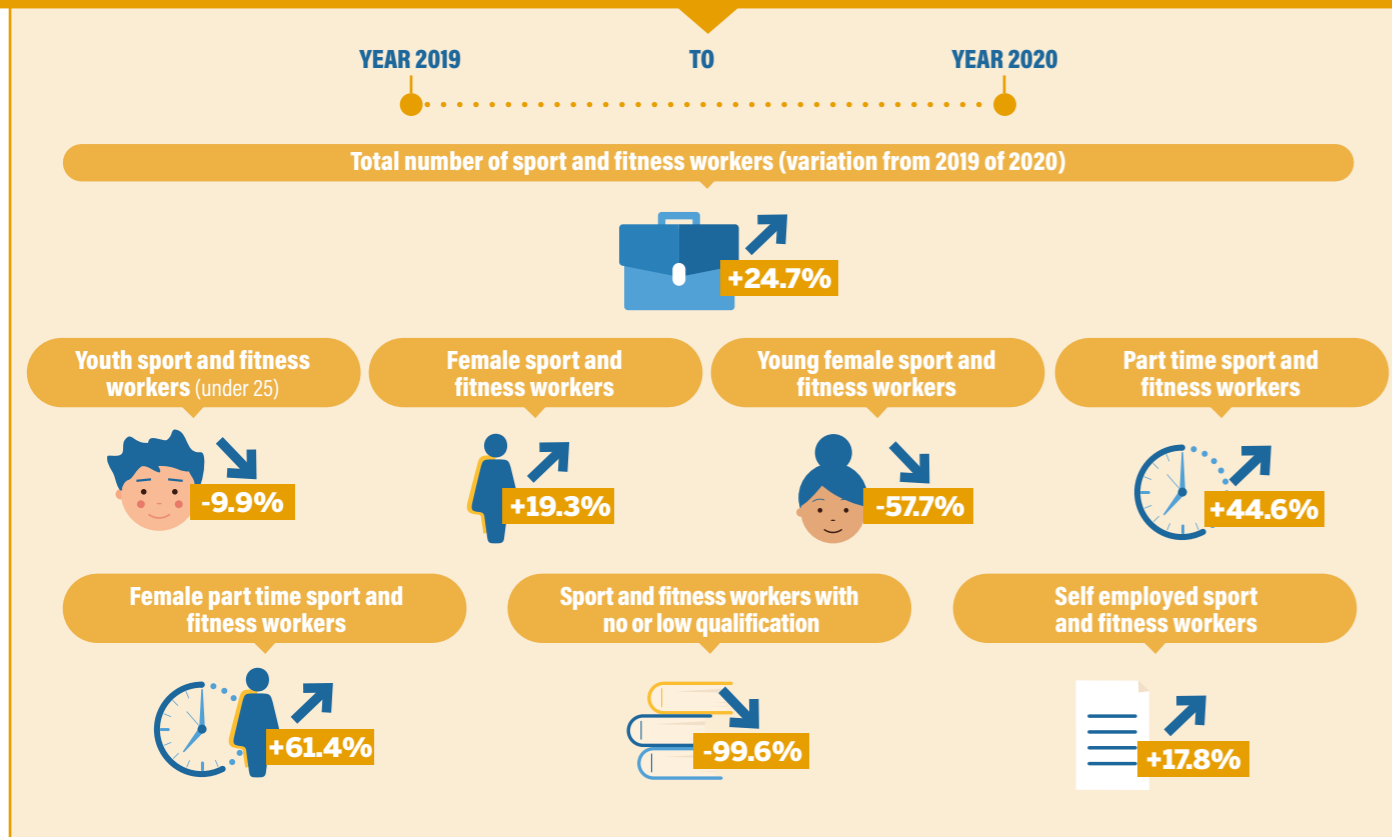 YEAR 2019 TO YEAR 2020
Total number of sport and fitness workers (variation from 2019 of 2020)
+24.7%
Youth sport and fitness
workers (under 25)
-9.9%
Female sport and
fitness workers
+19.3%
Young female sport and
fitness workers
-57.7%
Part time sport and
fitness workers
+44.6%
Female part time sport and
fitness workers
+61.4%
Sport and fitness workers with
no or low qualification
-99.6%
Self employed sport
and fitness workers
+17.8%